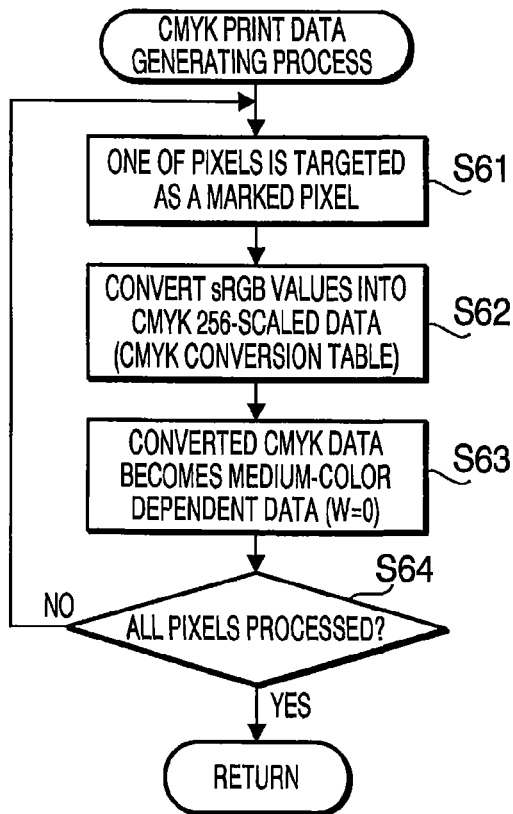 CMYK PRINT DATA
GENERATING PROCESS
ONE OF PIXELS IS TARGETED
AS A MARKED PIXEL
S61
CONVERT sRGB VALUES INTO
CMYK 256-SCALED DATA
(CMYK CONVERSION TABLE)
S62
CONVERTED CMYK DATA
BECOMES MEDIUM-COLOR
DEPENDENT DATA (W=0)
S63
S64
NO
ALL PIXELS PROCESSED?
YES
RETURN